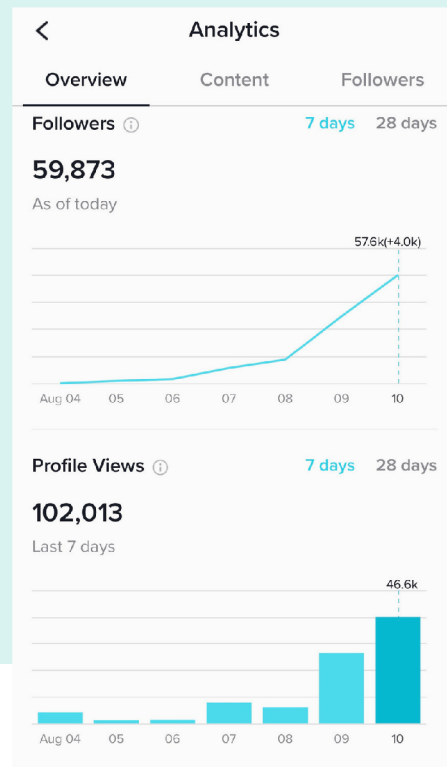 Analytics
Overview Content Followers
Followers 7 days 28 days
59,873
As of today
57.6k(+4.0k)
Aug 04 05 06 07 08 09 10
Profile Views 7 days 28 days
102,013
Last 7 days
46.6k
Aug 04 05 06 07 08 09 10